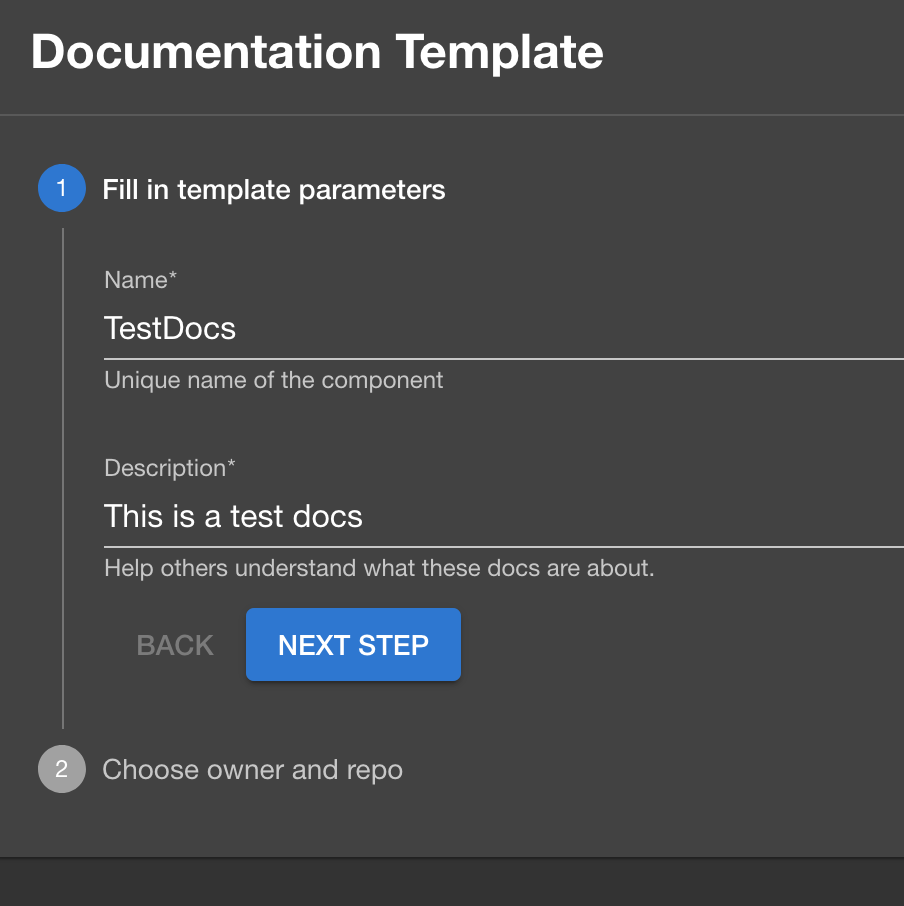 Documentation Template
1 Fill in template parameters
Name*
TestDocs
Unique name of the component
Description*
This is a test docs
Help others understand what these docs are about.
BACK NEXT STEP
2 Choose owner and repo